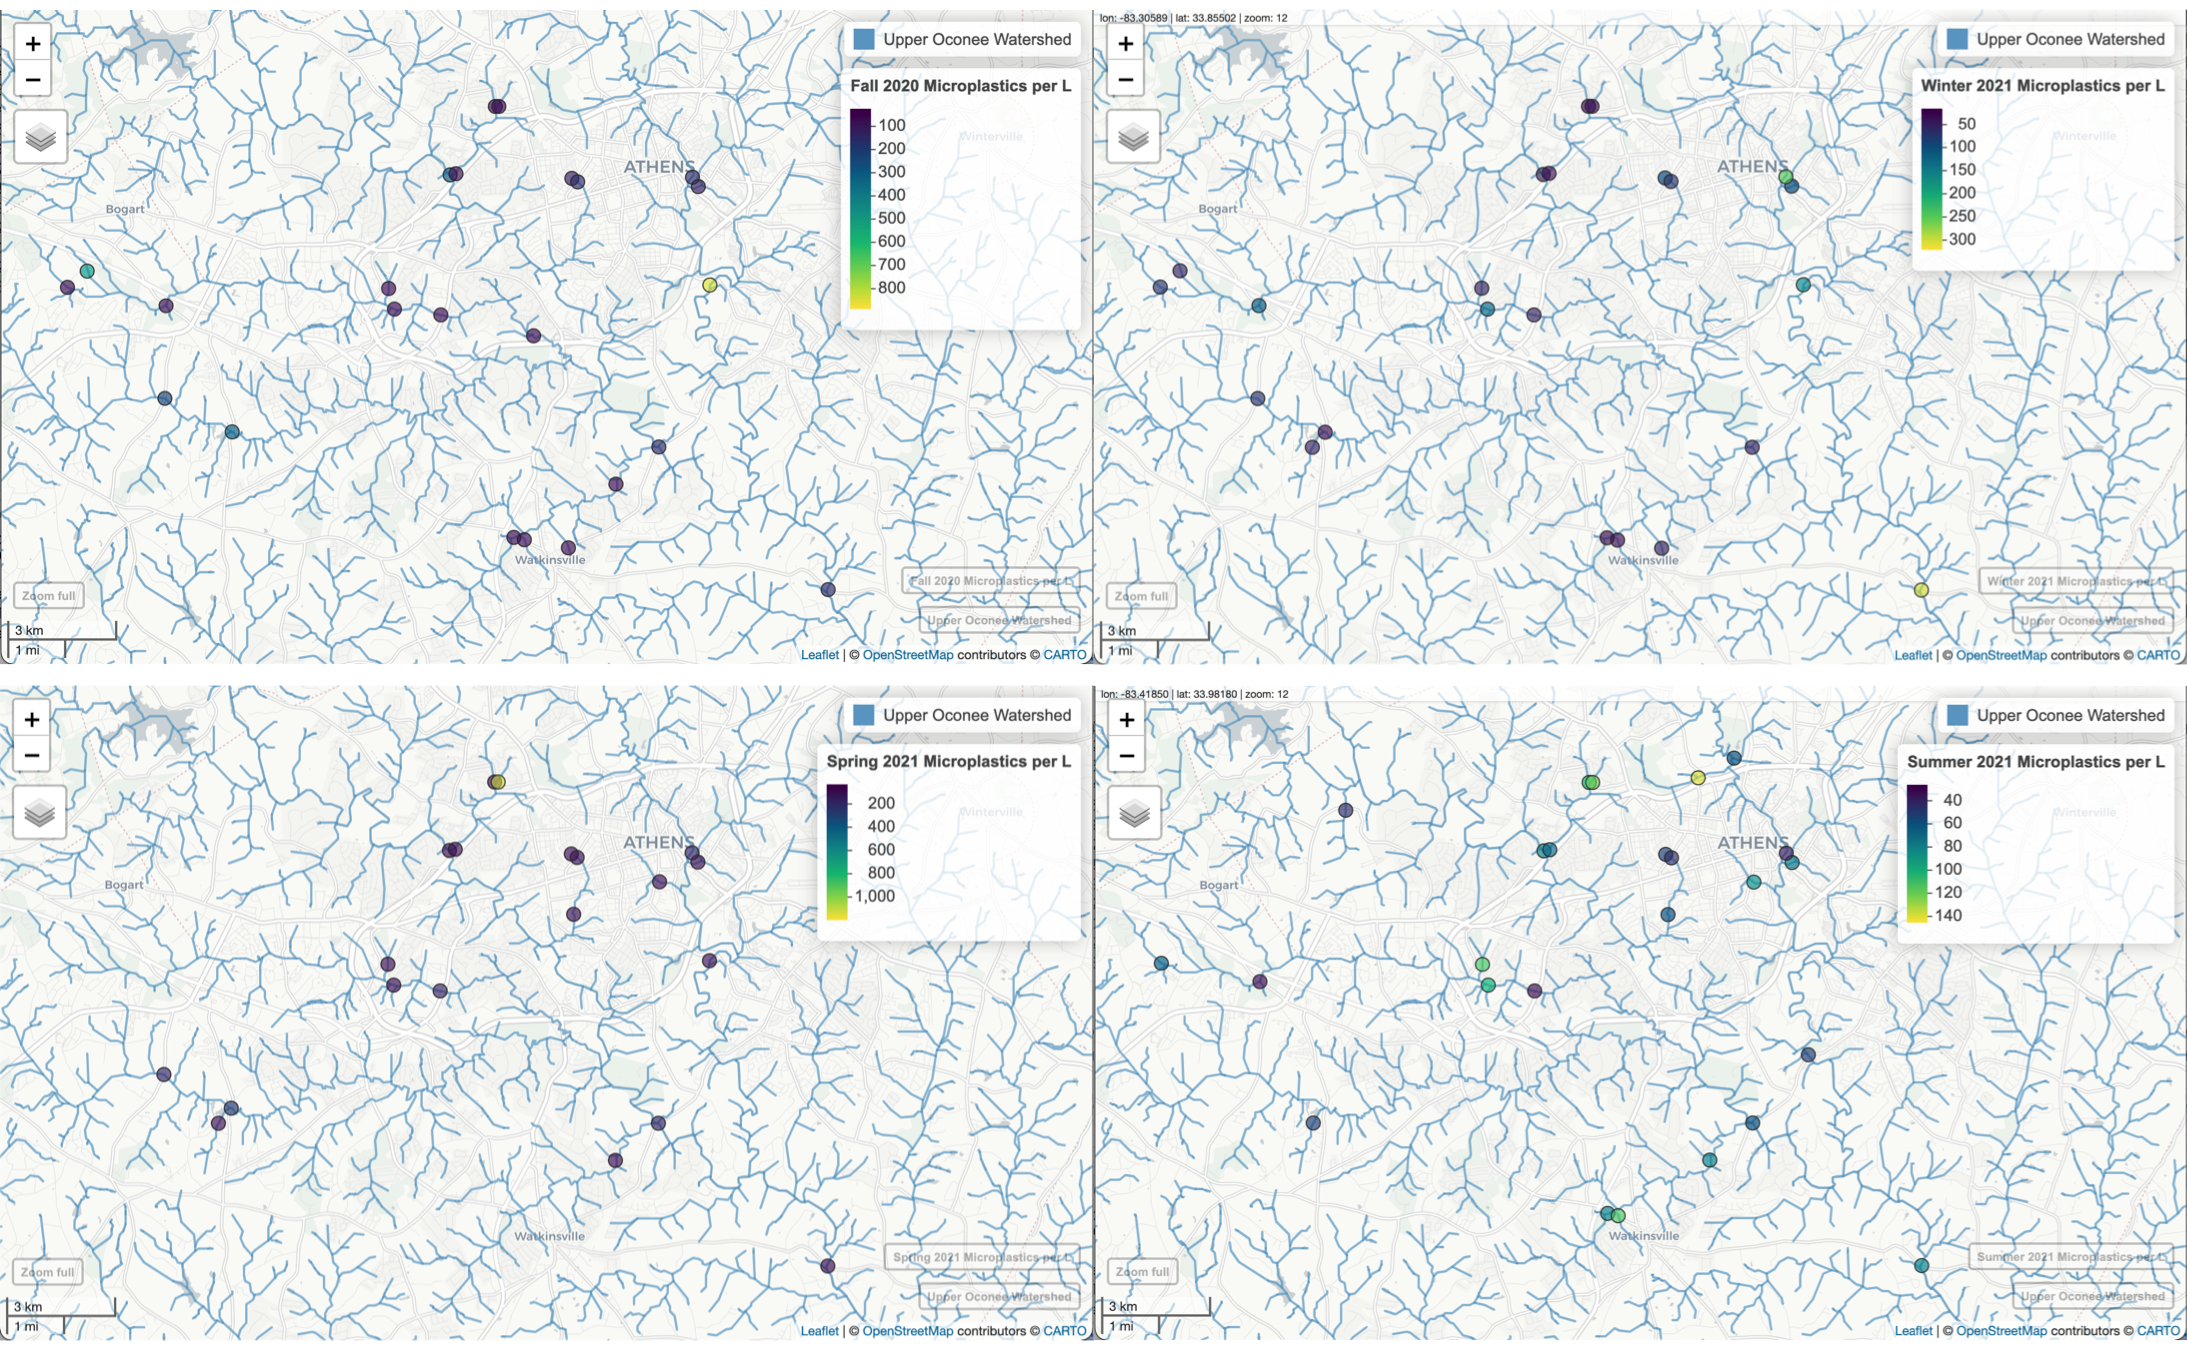 +
−
Upper Oconee Watershed
Fall 2020 Microplastics per L
100
200
300
400
500
600
700
800
Winterville
ATHENS
Bogart
Watkinsville
Zoom full
Fall 2020 Microplastics per L
Upper Oconee Watershed
3 km
1 mi
Leaflet | © OpenStreetMap contributors © CARTO
lon: -83.30589 | lat: 33.85502 | zoom: 12
+
−
Upper Oconee Watershed
Winter 2021 Microplastics per L
50
100
150
200
250
300
Winterville
ATHENS
Bogart
Watkinsville
Zoom full
Winter 2021 Microplastics per L
Upper Oconee Watershed
3 km
1 mi
Leaflet | © OpenStreetMap contributors © CARTO
+
−
Upper Oconee Watershed
Spring 2021 Microplastics per L
200
400
600
800
1,000
Winterville
ATHENS
Bogart
Watkinsville
Zoom full
Spring 2021 Microplastics per L
Upper Oconee Watershed
3 km
1 mi
Leaflet | © OpenStreetMap contributors © CARTO
lon: -83.41850 | lat: 33.98180 | zoom: 12
+
−
Upper Oconee Watershed
Summer 2021 Microplastics per L
40
60
80
100
120
140
Winterville
ATHENS
Bogart
Watkinsville
Zoom full
Summer 2021 Microplastics per L
Upper Oconee Watershed
3 km
1 mi
Leaflet | © OpenStreetMap contributors © CARTO